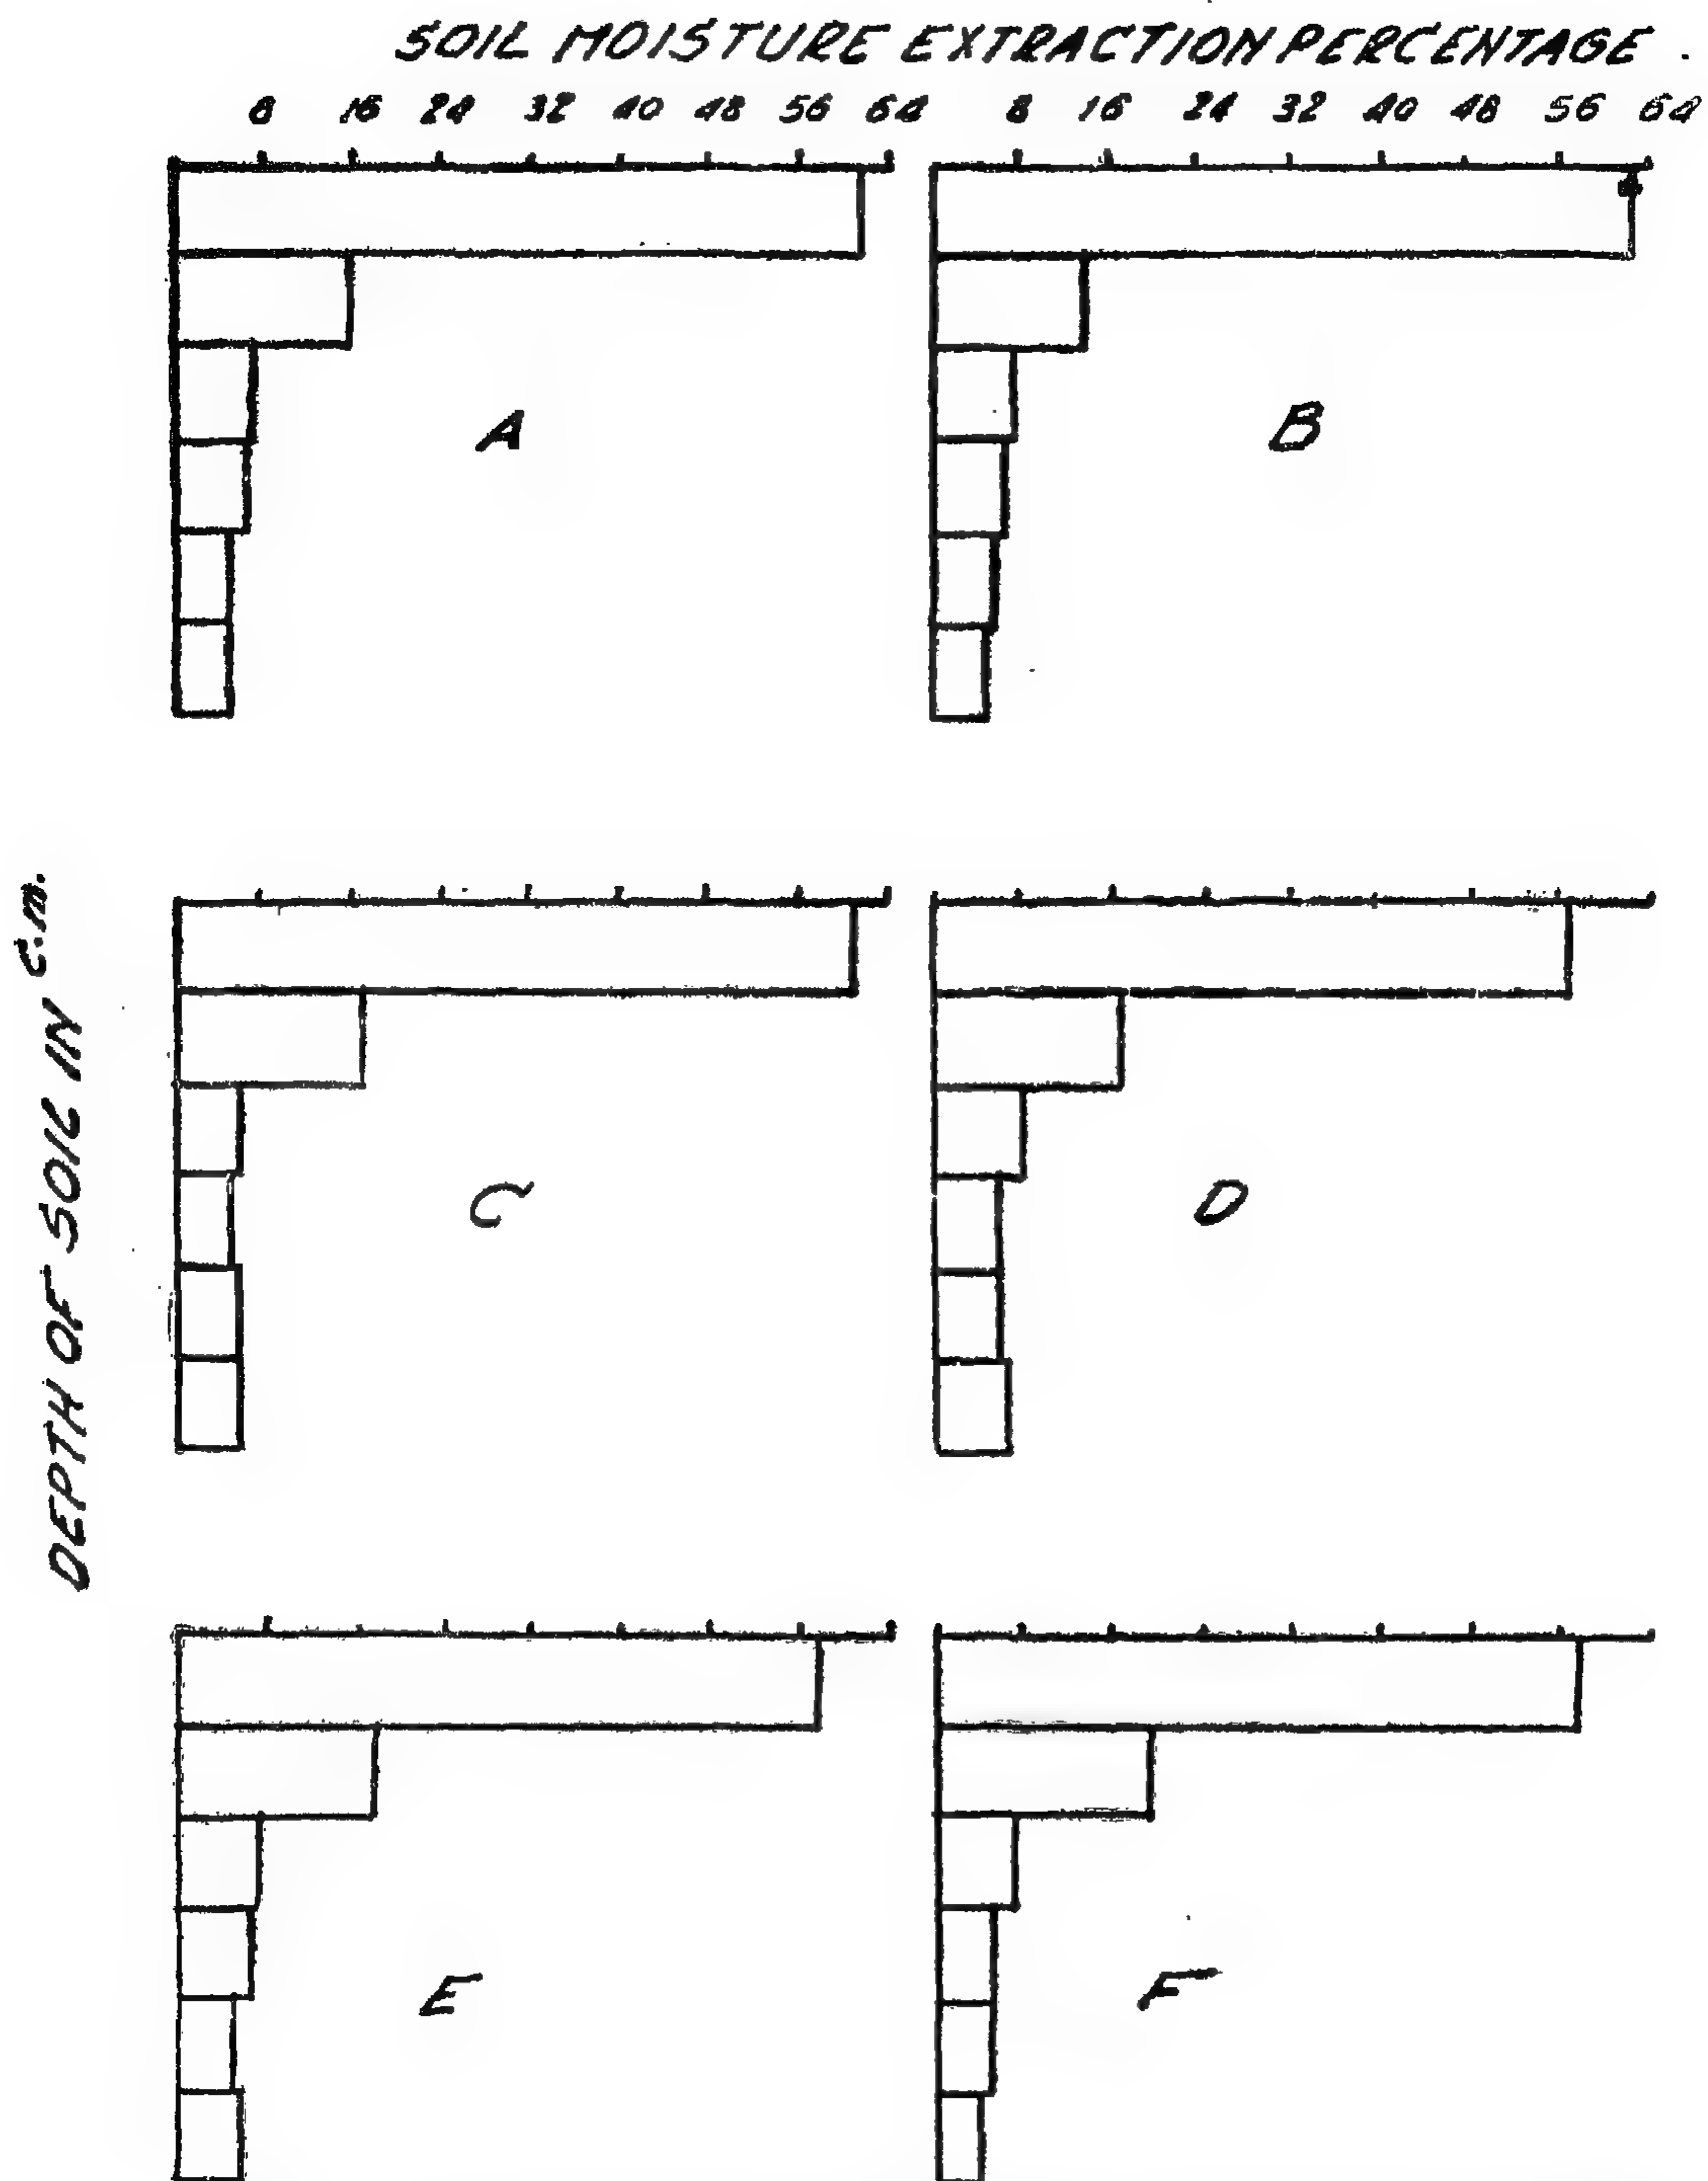 SOIL MOISTURE EXTRACTION PERCENTAGE.
8 16 24 32 40 48 56 64 8 16 24 32 40 48 56 64
A B
DEPTH OF SOIL IN C.M.
C D
E F